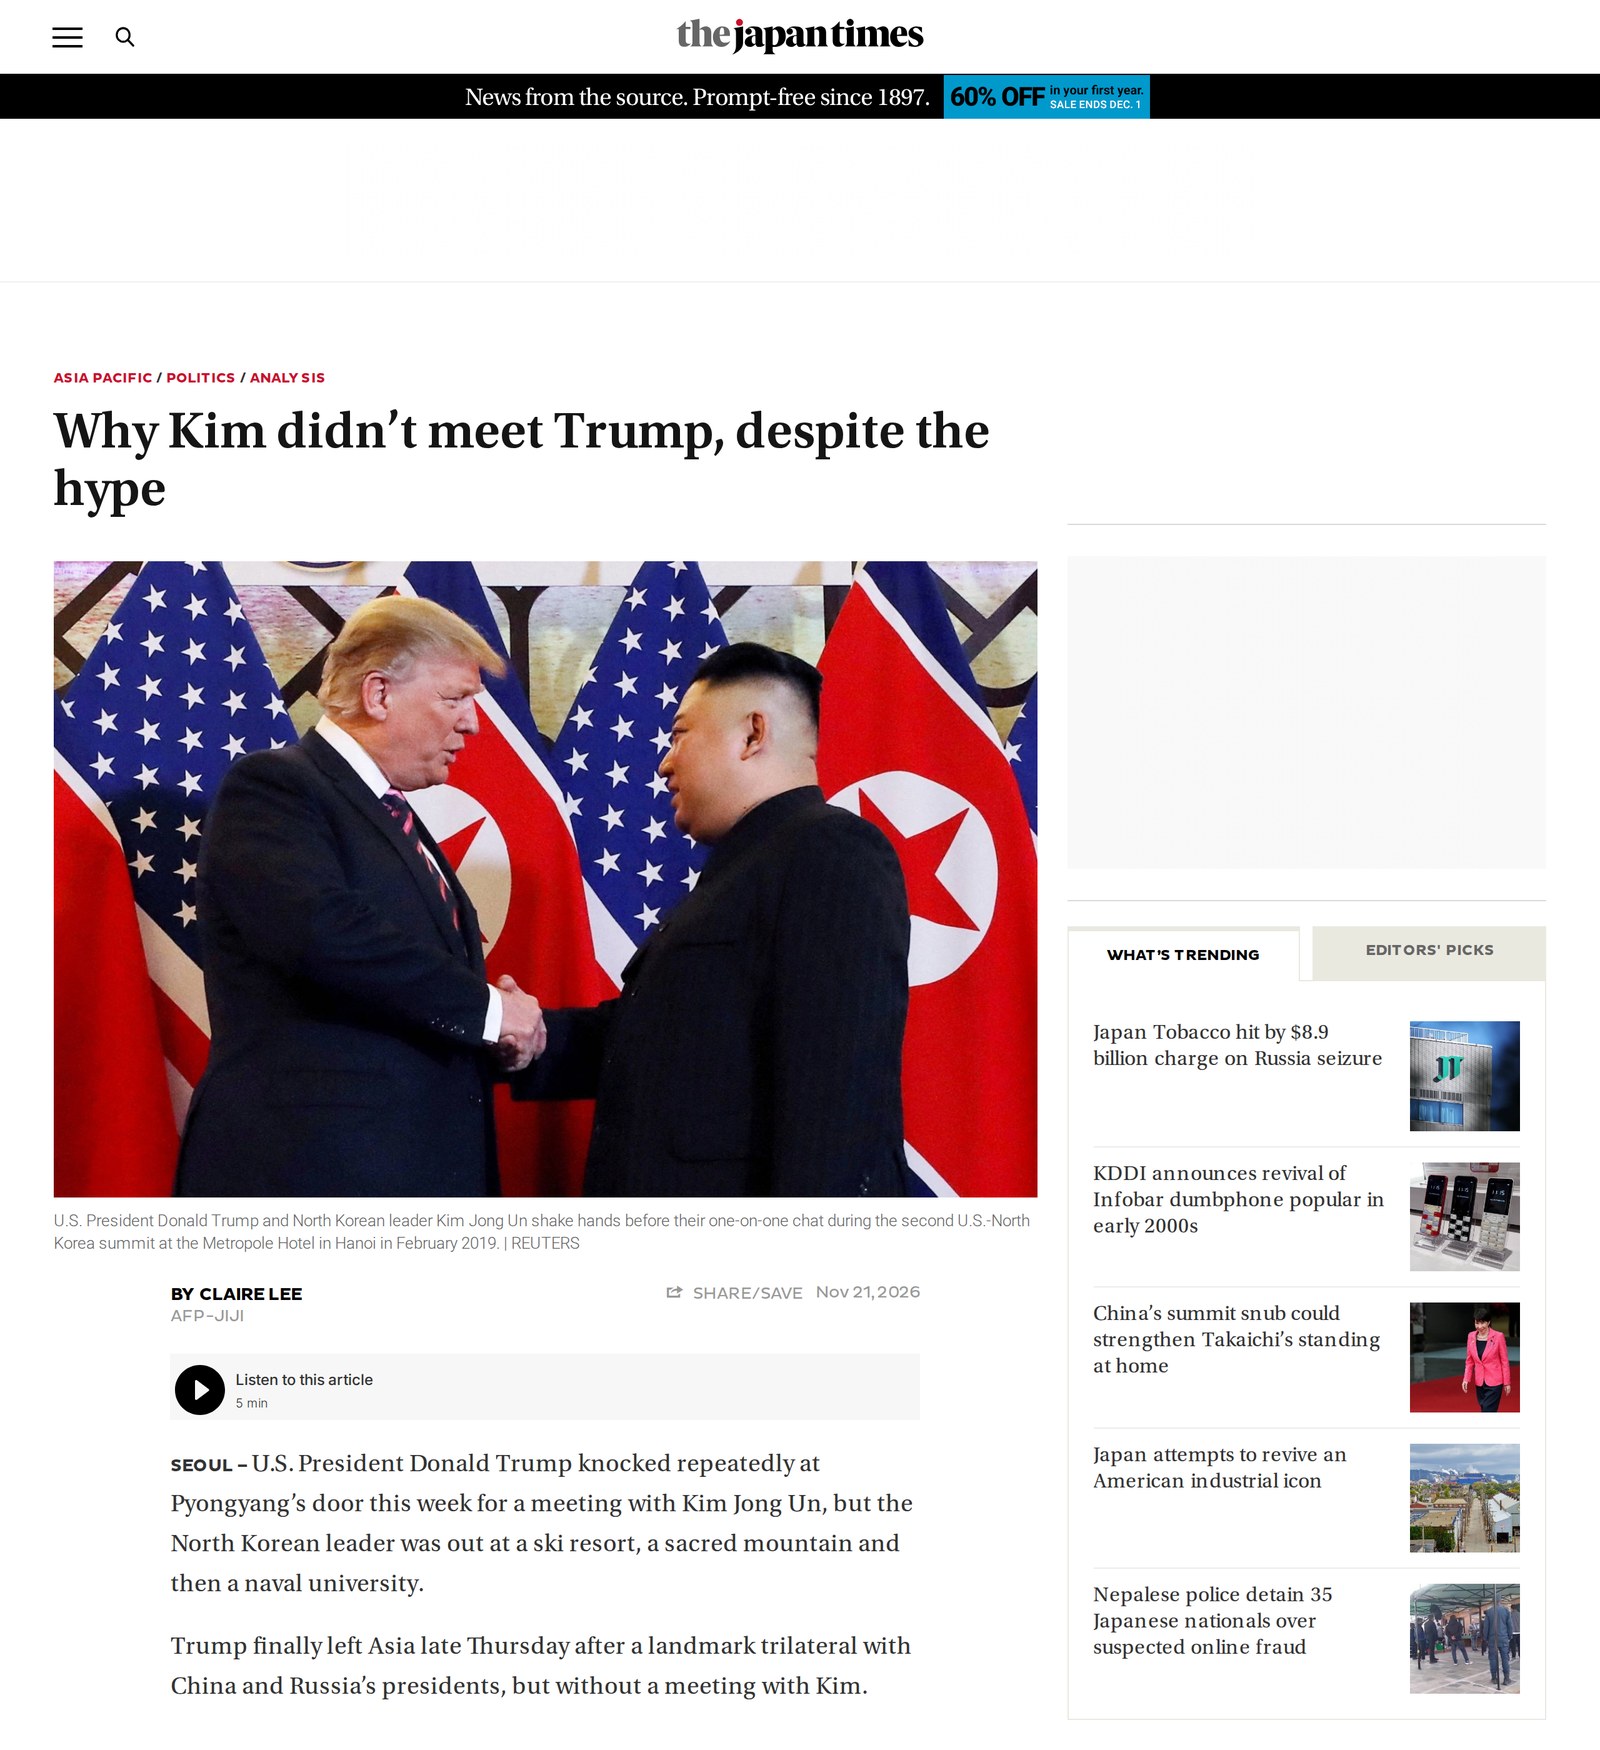 the japan times
News from the source. Prompt-free since 1897.
60% OFF
in your first year.
SALE ENDS DEC. 1
ASIA PACIFIC / POLITICS / ANALYSIS
Why Kim didn’t meet Trump, despite the
hype
U.S. President Donald Trump and North Korean leader Kim Jong Un shake hands before their one-on-one chat during the second U.S.-North
Korea summit at the Metropole Hotel in Hanoi in February 2019. | REUTERS
BY CLAIRE LEE
AFP-JIJI
SHARE/SAVE
Nov 21, 2026
Listen to this article
5 min
SEOUL – U.S. President Donald Trump knocked repeatedly at
Pyongyang’s door this week for a meeting with Kim Jong Un, but the
North Korean leader was out at a ski resort, a sacred mountain and
then a naval university.
Trump finally left Asia late Thursday after a landmark trilateral with
China and Russia’s presidents, but without a meeting with Kim.
WHAT’S TRENDING
EDITORS' PICKS
Japan Tobacco hit by $8.9
billion charge on Russia seizure
JT
KDDI announces revival of
Infobar dumbphone popular in
early 2000s
China’s summit snub could
strengthen Takaichi’s standing
at home
Japan attempts to revive an
American industrial icon
Nepalese police detain 35
Japanese nationals over
suspected online fraud